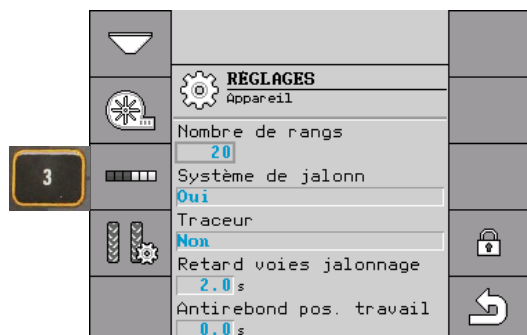 RÉGLAGES
Appareil
Nombre de rangs
20
3
Système de jalonn
Oui
Traceur
Non
Retard voies jalonnage
2.0 s
Antirebond pos. travail
0.0 s